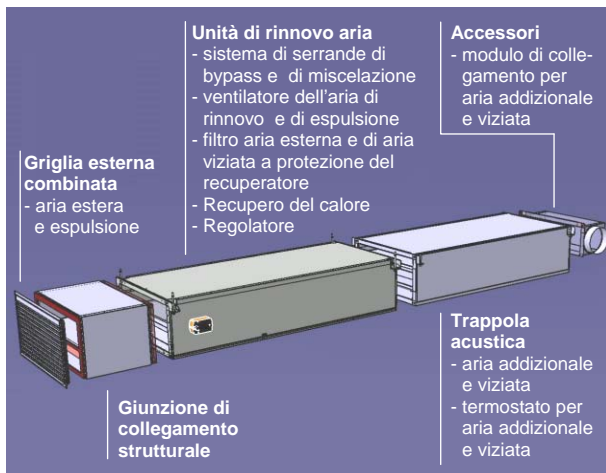 Unità di rinnovo aria
- sistema di serrande di
bypass e di miscelazione
- ventilatore dell'aria di
rinnovo e di espulsione
- filtro aria esterna e di aria
viziata a protezione del
recuperatore
- Recupero del calore
- Regolatore
Accessori
- modulo di colle-
gamento per
aria addizionale
e viziata
Griglia esterna
combinata
- aria estera
e espulsione
Giunzione di
collegamento
strutturale
Trappola
acustica
- aria addizionale
e viziata
- termostato per
aria addizionale
e viziata